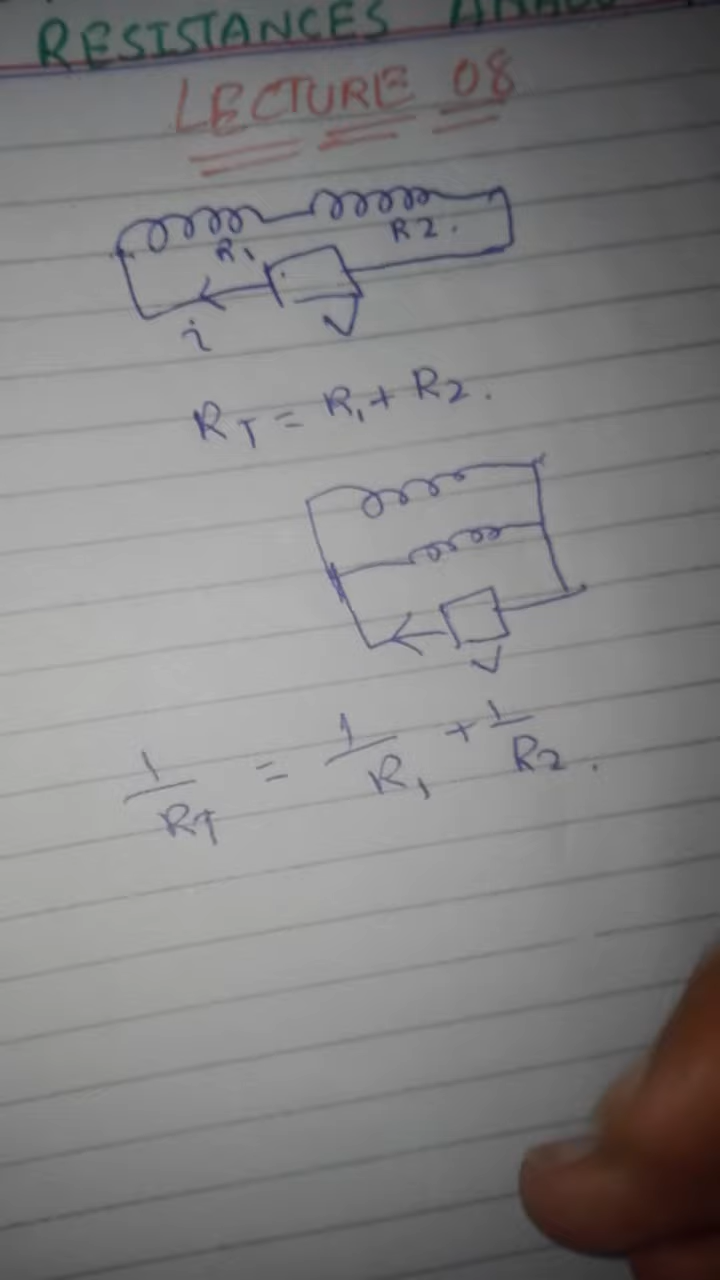 RESISTANCES
LECTURE 08
R1 R2.
i V
RT = R1 + R2.
V
1/RT = 1/R1 + 1/R2.